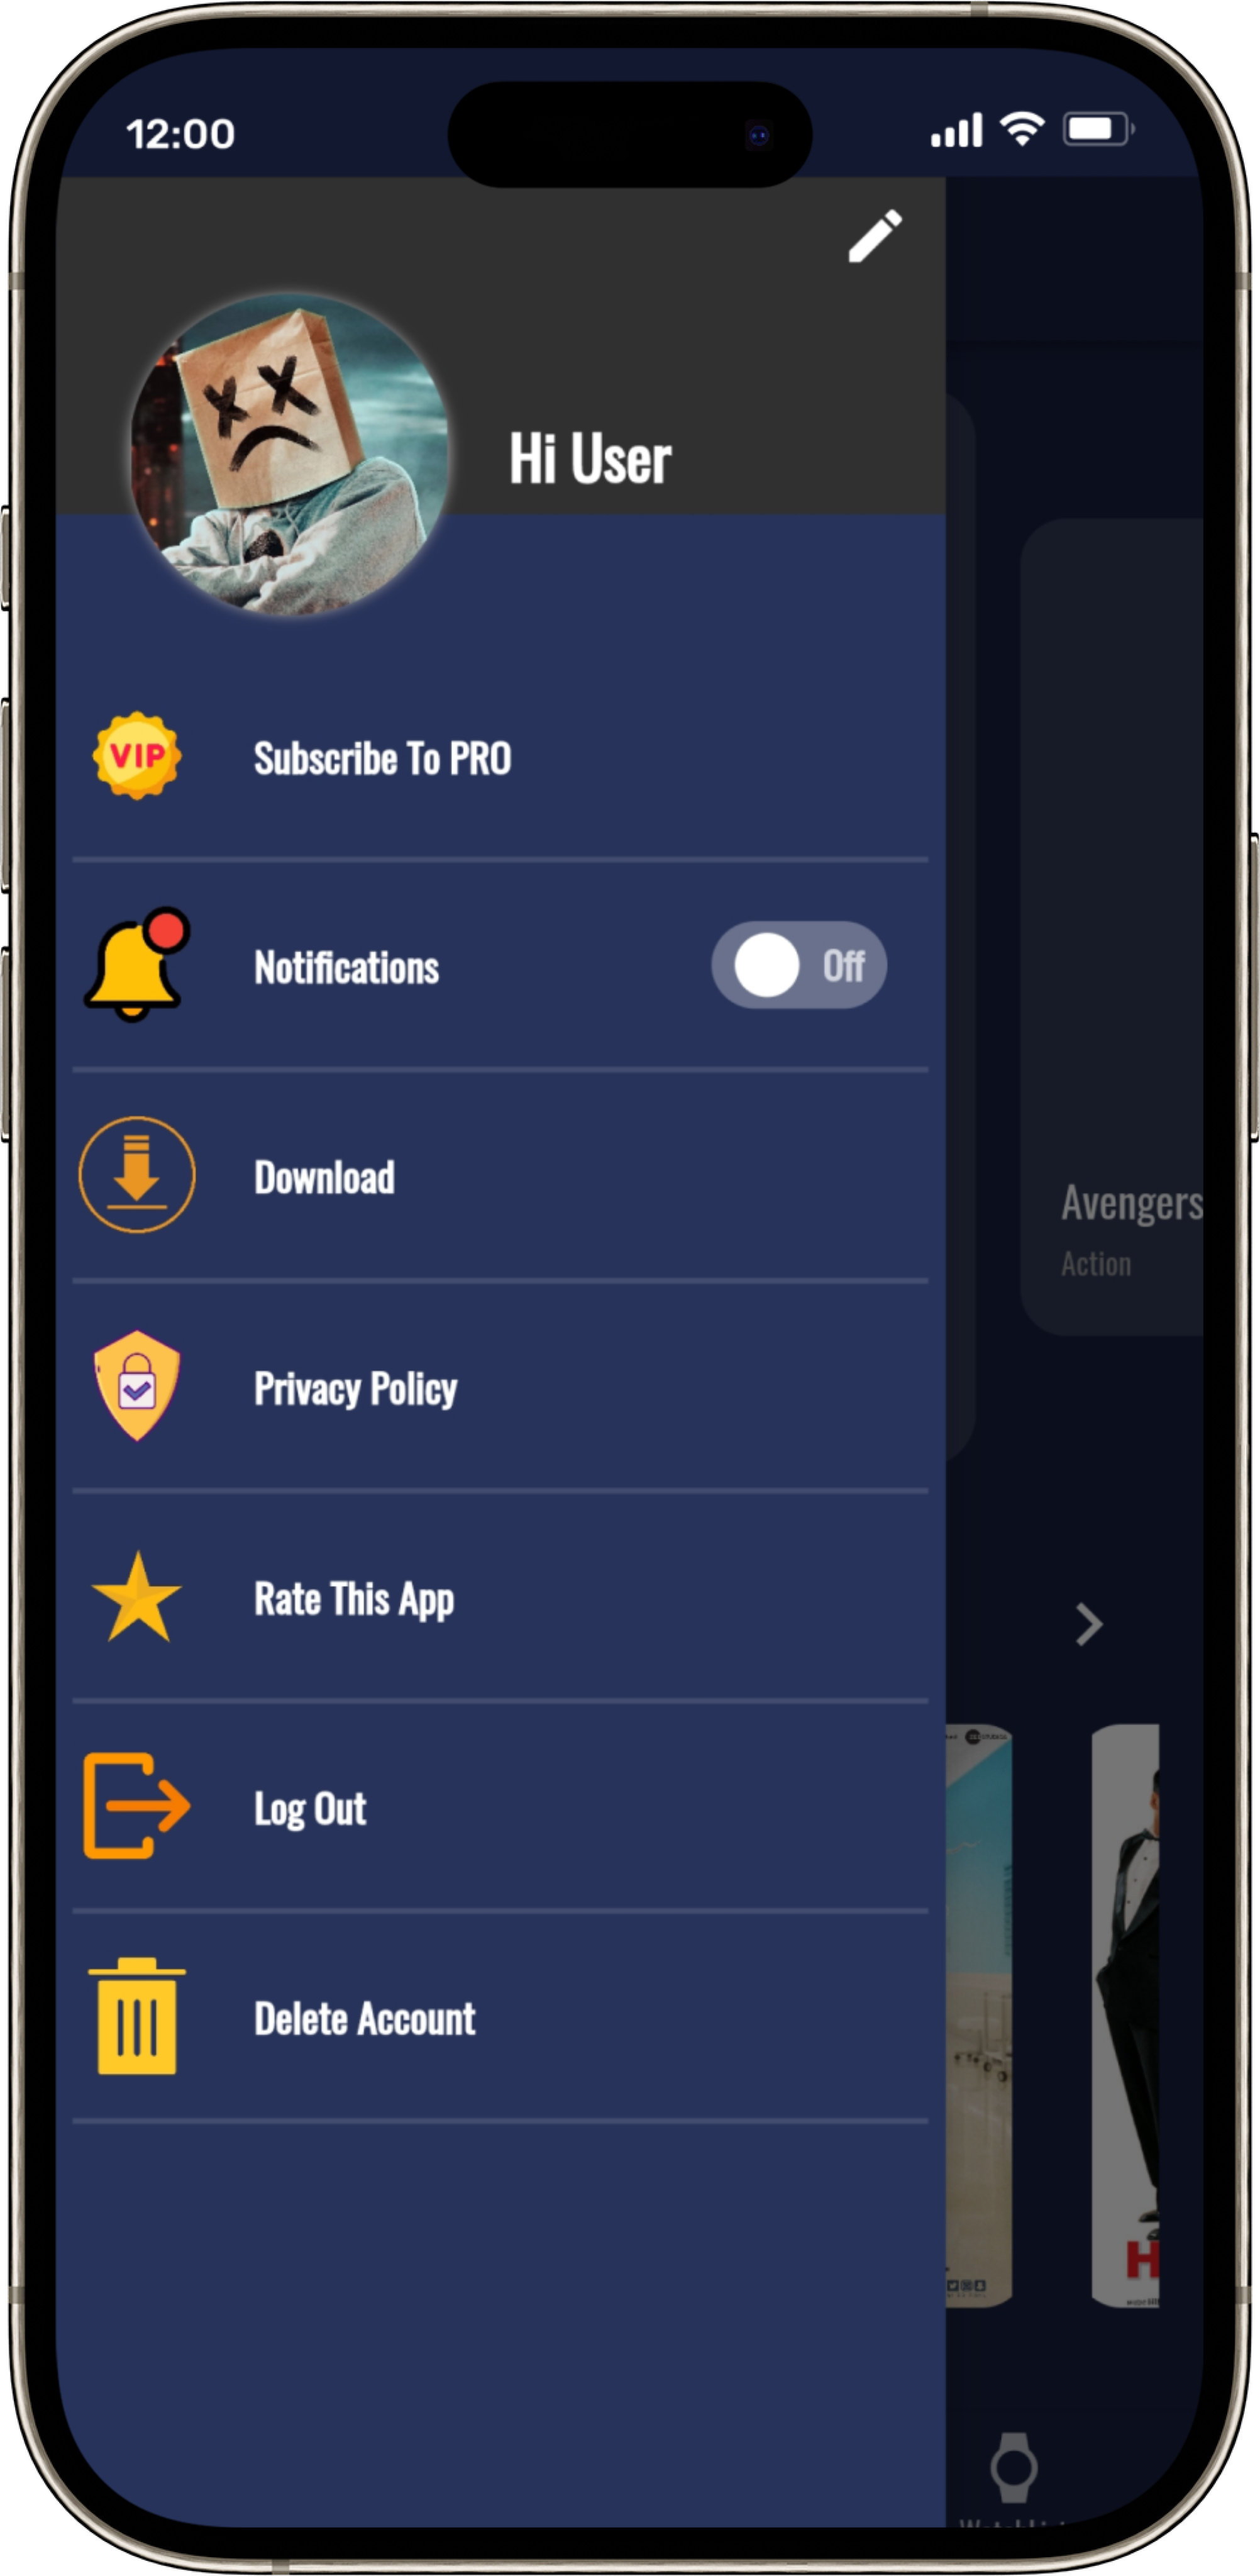 12:00
Hi User
VIP
Subscribe To PRO
Notifications
Off
Download
Avengers
Action
Privacy Policy
Rate This App
Log Out
Delete Account
H